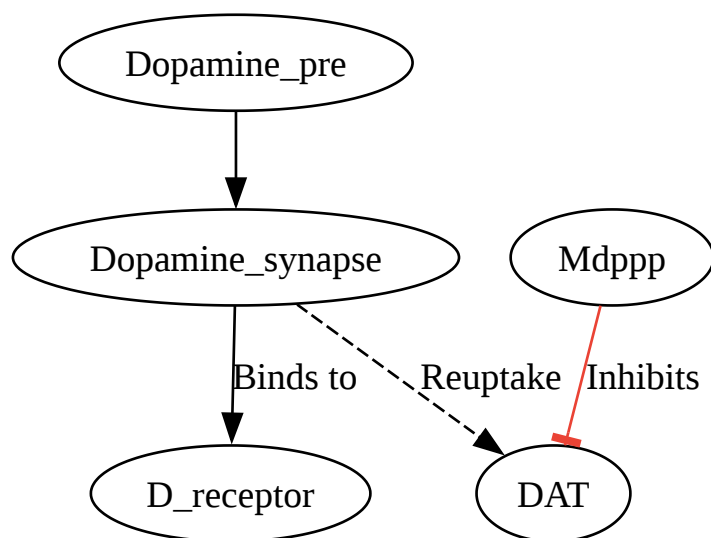 Dopamine_pre
Dopamine_synapse
Mdppp
Binds to
Reuptake
Inhibits
D_receptor
DAT